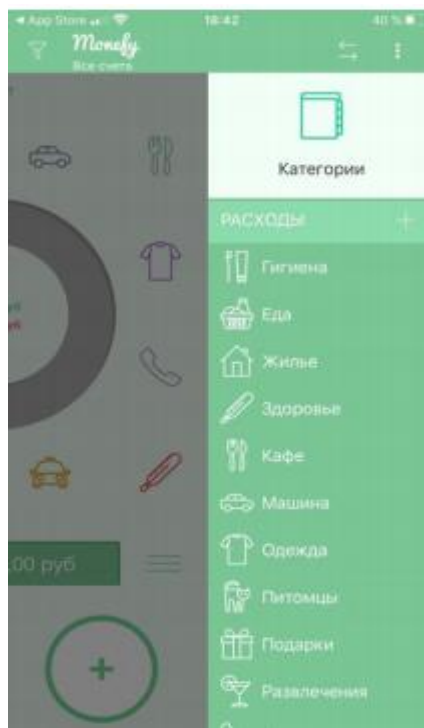 App Store
18:42
40 %
Monefy
Все счета
Категории
РАСХОДЫ
Гигиена
Еда
Жилье
Здоровье
Кафе
Машина
Одежда
00 руб
Питомцы
Подарки
Развлечения